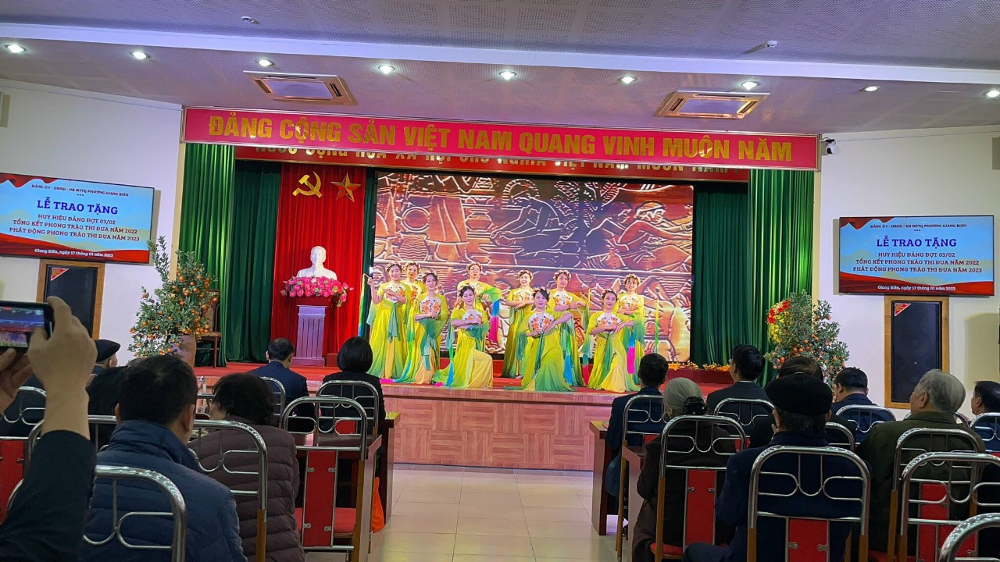 ĐẢNG CỘNG SẢN VIỆT NAM QUANG VINH MUÔN NĂM
NƯỚC CỘNG HÒA XÃ HỘI CHỦ NGHĨA VIỆT NAM MUÔN NĂM
ĐẢNG ỦY - UBND - UB MTTQ PHƯỜNG GIANG BIÊN
LỄ TRAO TẶNG
HUY HIỆU ĐẢNG ĐỢT 03/02
TỔNG KẾT PHONG TRÀO THI ĐUA NĂM 2022
PHÁT ĐỘNG PHONG TRÀO THI ĐUA NĂM 2023
Giang Biên, ngày 17 tháng 01 năm 2023
ĐẢNG ỦY - UBND - UB MTTQ PHƯỜNG GIANG BIÊN
LỄ TRAO TẶNG
HUY HIỆU ĐẢNG ĐỢT 03/02
TỔNG KẾT PHONG TRÀO THI ĐUA NĂM 2022
PHÁT ĐỘNG PHONG TRÀO THI ĐUA NĂM 2023
Giang Biên, ngày 17 tháng 01 năm 2023